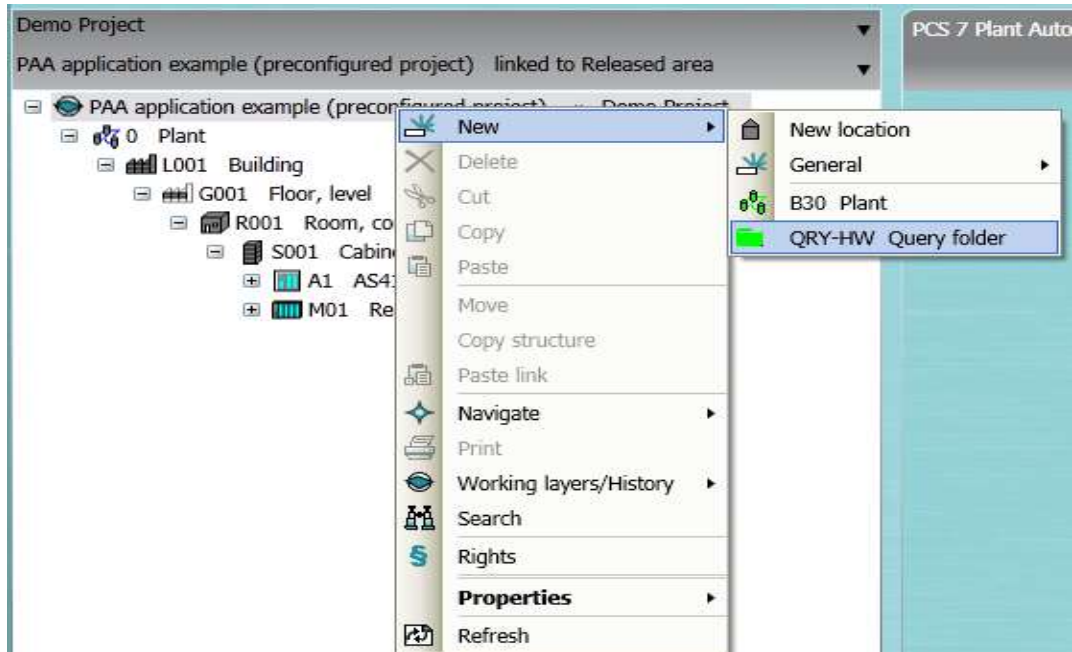 Demo Project
PCS 7 Plant Auto
PAA application example (preconfigured project) linked to Released area
PAA application example (preconfigured project) - Demo Project
0 Plant
L001 Building
G001 Floor, level
R001 Room, co
S001 Cabin
A1 AS41
M01 Re
New
Delete
Cut
Copy
Paste
Move
Copy structure
Paste link
Navigate
Print
Working layers/History
Search
Rights
Properties
Refresh
New location
General
B30 Plant
QRY-HW Query folder